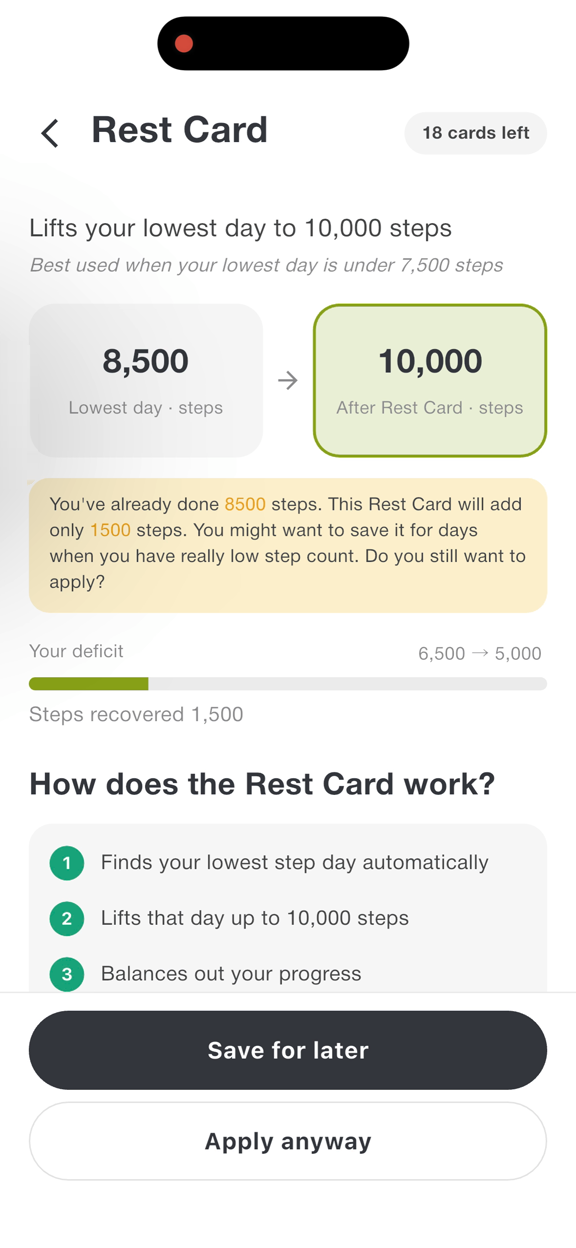 Rest Card
18 cards left
Lifts your lowest day to 10,000 steps
Best used when your lowest day is under 7,500 steps
8,500
Lowest day · steps
→
10,000
After Rest Card · steps
You've already done 8500 steps. This Rest Card will add
only 1500 steps. You might want to save it for days
when you have really low step count. Do you still want to
apply?
Your deficit
6,500 → 5,000
Steps recovered 1,500
How does the Rest Card work?
1 Finds your lowest step day automatically
2 Lifts that day up to 10,000 steps
3 Balances out your progress
Save for later
Apply anyway